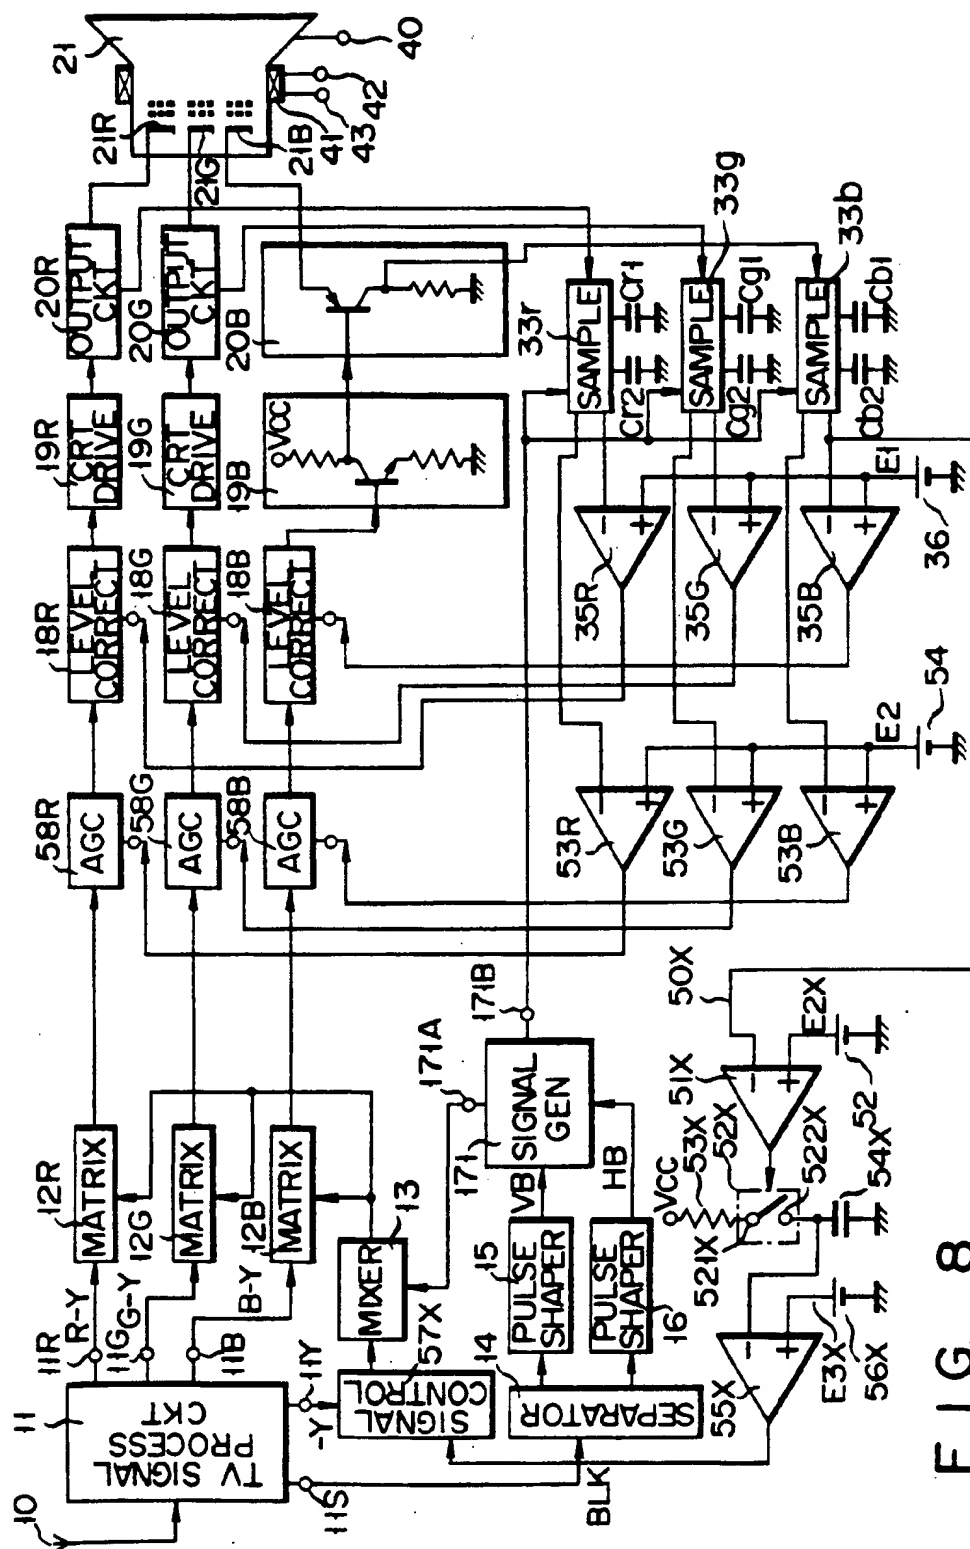 10
11
TV SIGNAL
PROCESS
CKT
11R
R-Y
11G
G-Y
11B
B-Y
11Y
-Y
11S
BLK
12R
MATRIX
12G
MATRIX
12B
MATRIX
58R
AGC
58G
AGC
58B
AGC
18R
LEVEL
CORRECT
18G
LEVEL
CORRECT
18B
LEVEL
CORRECT
19R
CRT
DRIVE
19G
CRT
DRIVE
19B
VCC
20R
OUTPUT
CKT
20G
OUTPUT
CKT
20B
21
21R
21G
21B
40
41
42
43
SIGNAL
CONTROL
57X
MIXER
13
14
SEPARATOR
15
PULSE
SHAPER
PULSE
SHAPER
16
VB
HB
171
SIGNAL
GEN
171A
171B
33r
SAMPLE
Cr1
Cr2
33g
SAMPLE
Cg1
Cg2
33b
SAMPLE
Cb1
Cb2
35R
-
+
35G
-
+
35B
-
+
E1
36
53R
-
+
53G
-
+
53B
-
+
E2
54
50X
51X
-
+
E2X
52
VCC
53X
52X
521X
522X
54X
55X
-
+
E3X
56X
FIG. 8